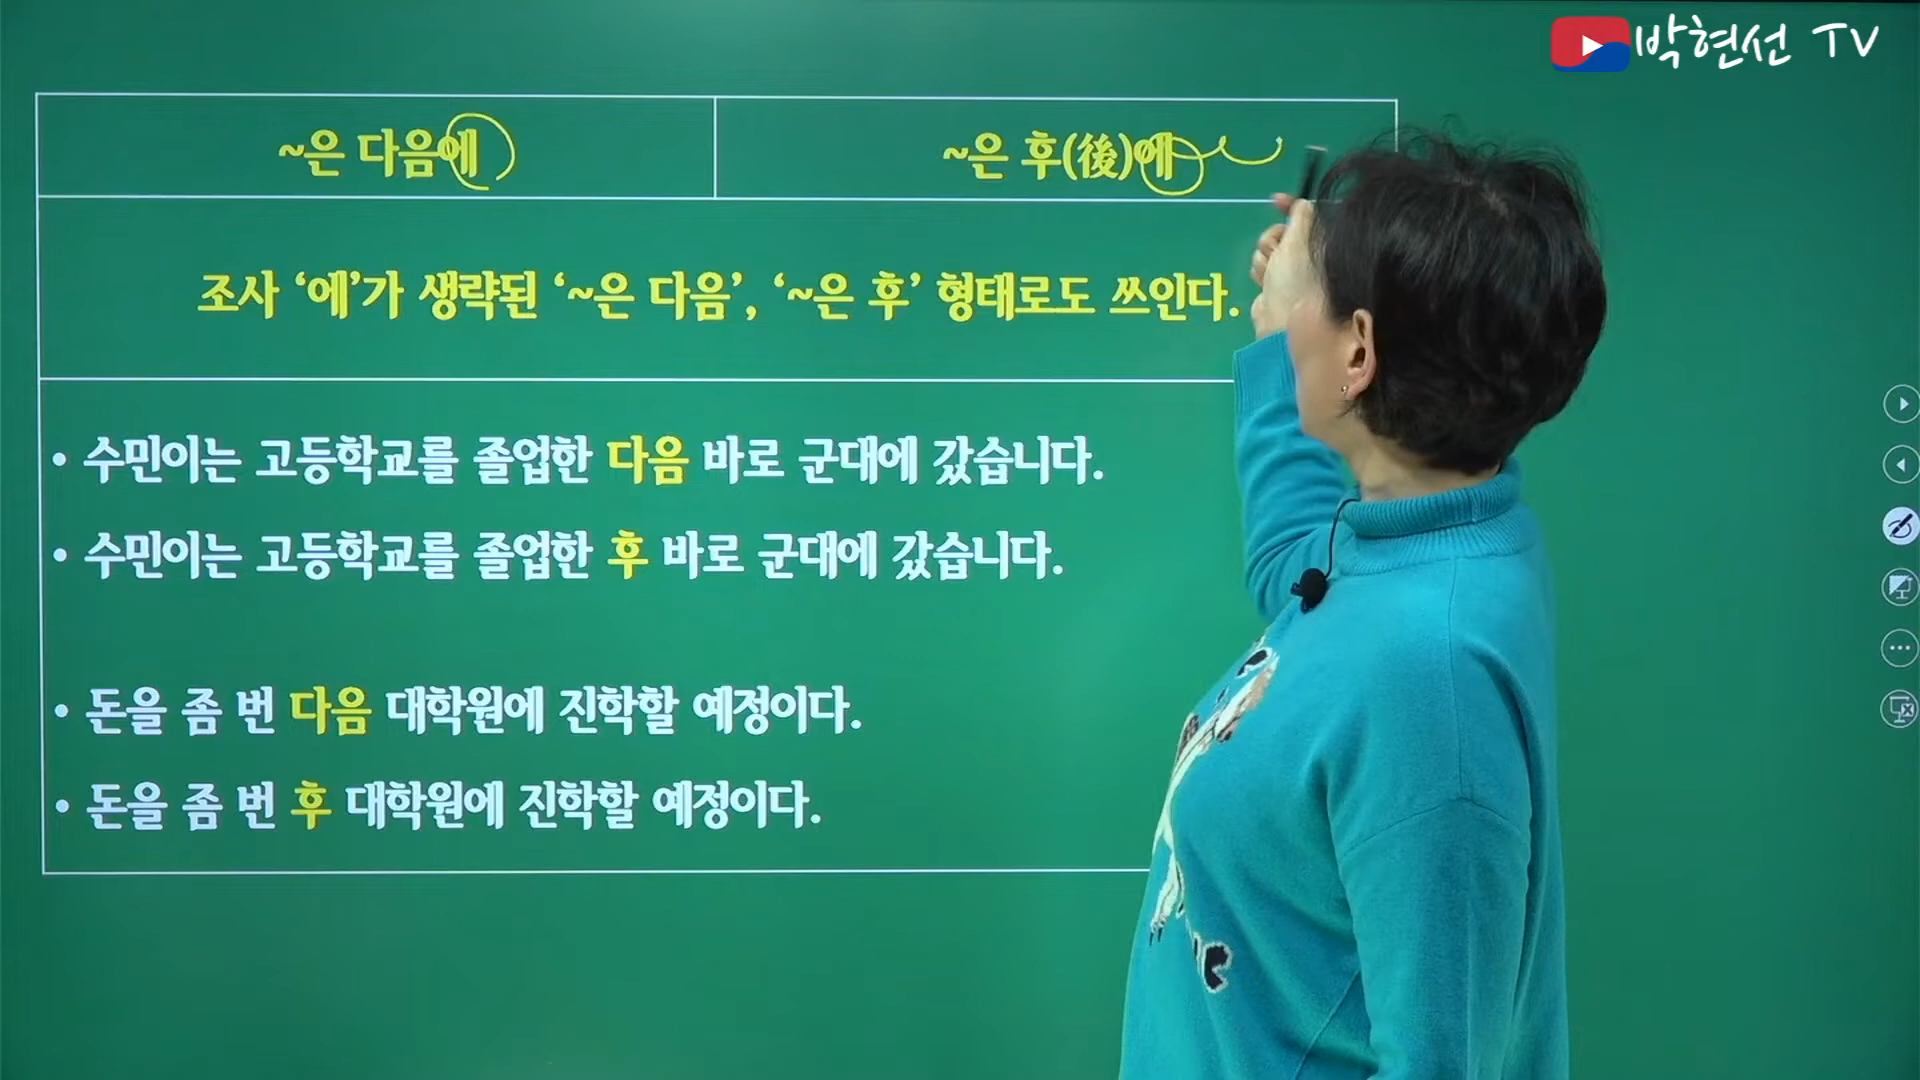 박현선 TV
~은 다음에
~은 후(後)에
조사 ‘에’가 생략된 ‘~은 다음’, ‘~은 후’ 형태로도 쓰인다.
• 수민이는 고등학교를 졸업한 다음 바로 군대에 갔습니다.
• 수민이는 고등학교를 졸업한 후 바로 군대에 갔습니다.
• 돈을 좀 번 다음 대학원에 진학할 예정이다.
• 돈을 좀 번 후 대학원에 진학할 예정이다.